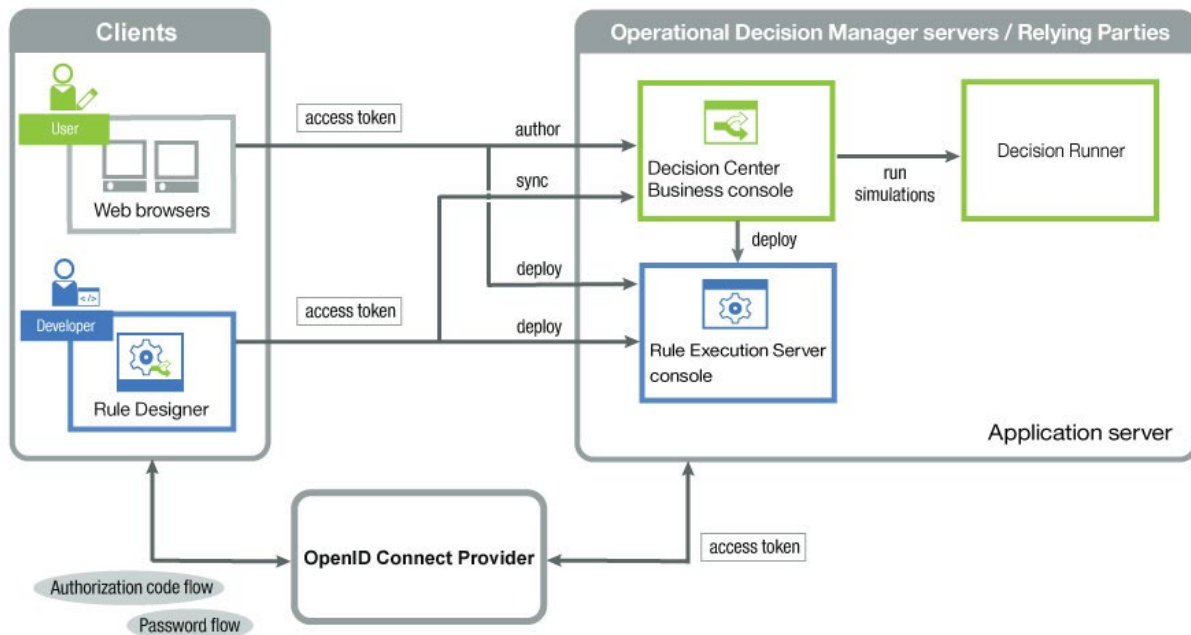 Clients
Operational Decision Manager servers / Relying Parties
User
Web browsers
access token
author
sync
Decision Center
Business console
run
simulations
Decision Runner
deploy
Developer
</>
Rule Designer
access token
deploy
deploy
Rule Execution Server
console
Application server
OpenID Connect Provider
access token
Authorization code flow
Password flow